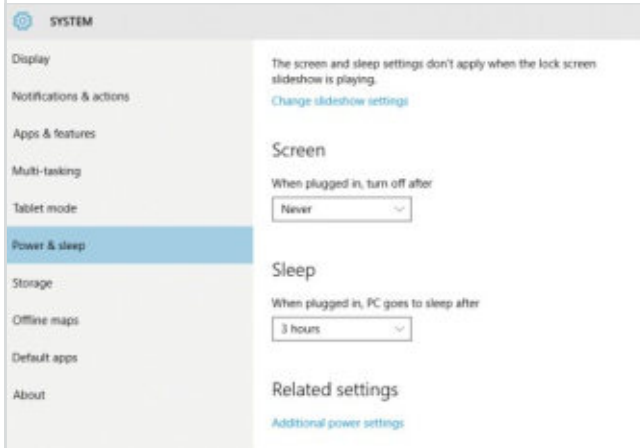 SYSTEM
Display
Notifications & actions
Apps & features
Multi-tasking
Tablet mode
Power & sleep
Storage
Offline maps
Default apps
About
The screen and sleep settings don't apply when the lock screen
slideshow is playing.
Change slideshow settings
Screen
When plugged in, turn off after
Never
Sleep
When plugged in, PC goes to sleep after
3 hours
Related settings
Additional power settings